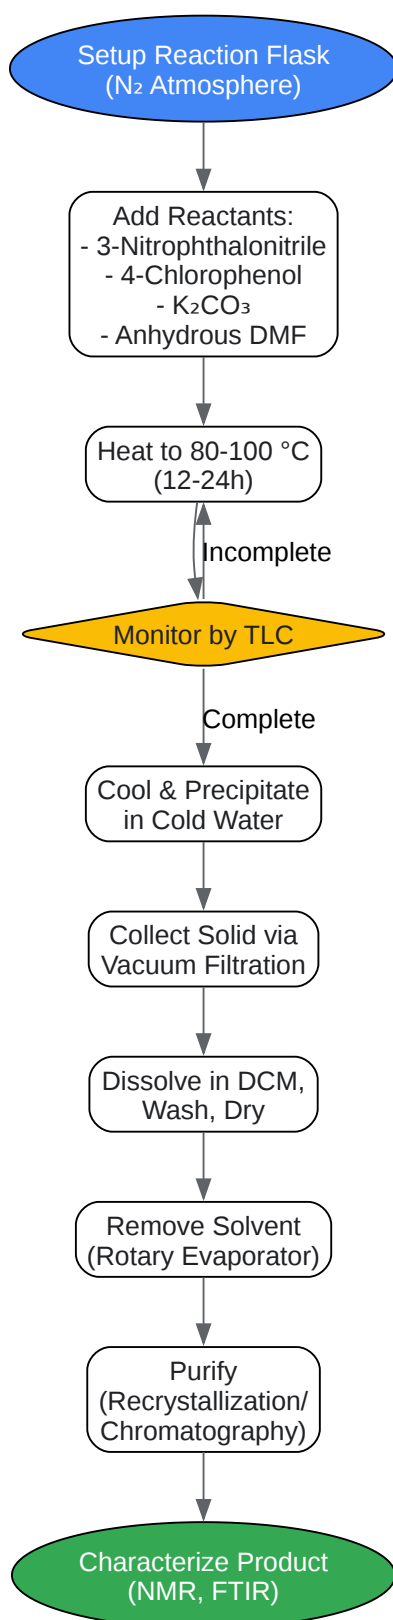 Setup Reaction Flask
(N₂ Atmosphere)
Add Reactants:
- 3-Nitrophthalonitrile
- 4-Chlorophenol
- K₂CO₃
- Anhydrous DMF
Heat to 80-100 °C
(12-24h)
Incomplete
Monitor by TLC
Complete
Cool & Precipitate
in Cold Water
Collect Solid via
Vacuum Filtration
Dissolve in DCM,
Wash, Dry
Remove Solvent
(Rotary Evaporator)
Purify
(Recrystallization/
Chromatography)
Characterize Product
(NMR, FTIR)